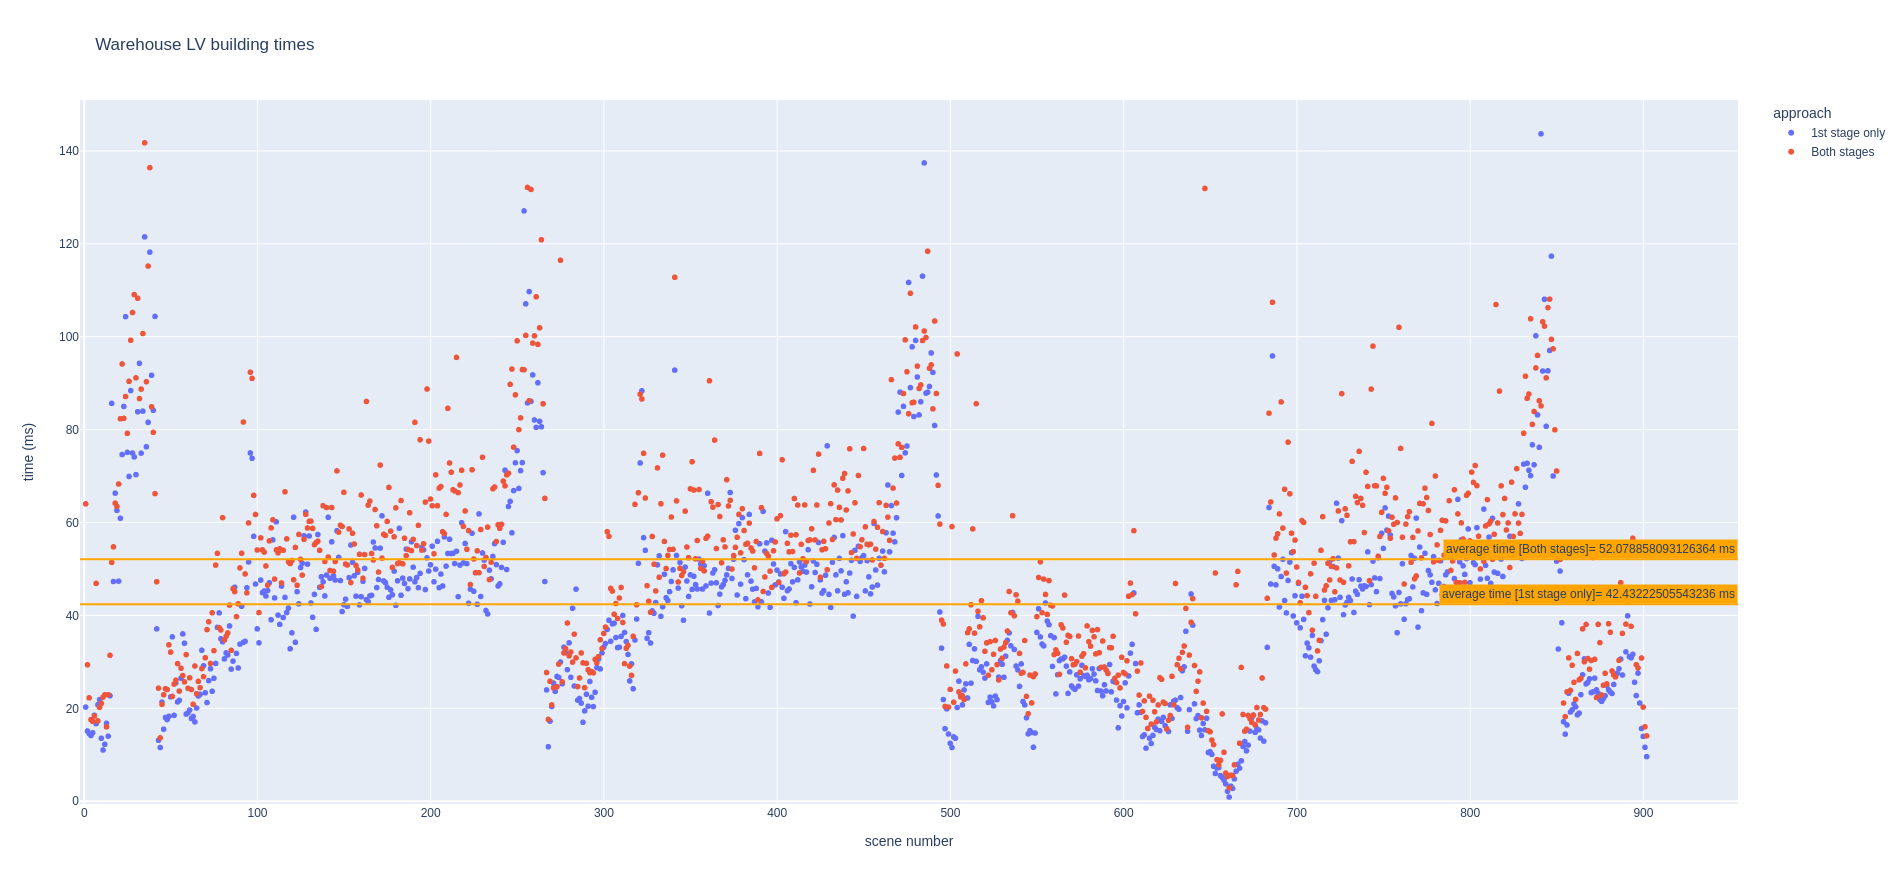 Warehouse LV building times
approach
1st stage only
Both stages
140
120
100
80
60
40
20
0
time (ms)
average time [Both stages]= 52.078858093126364 ms
average time [1st stage only]= 42.43222505543236 ms
0 100 200 300 400 500 600 700 800 900
scene number